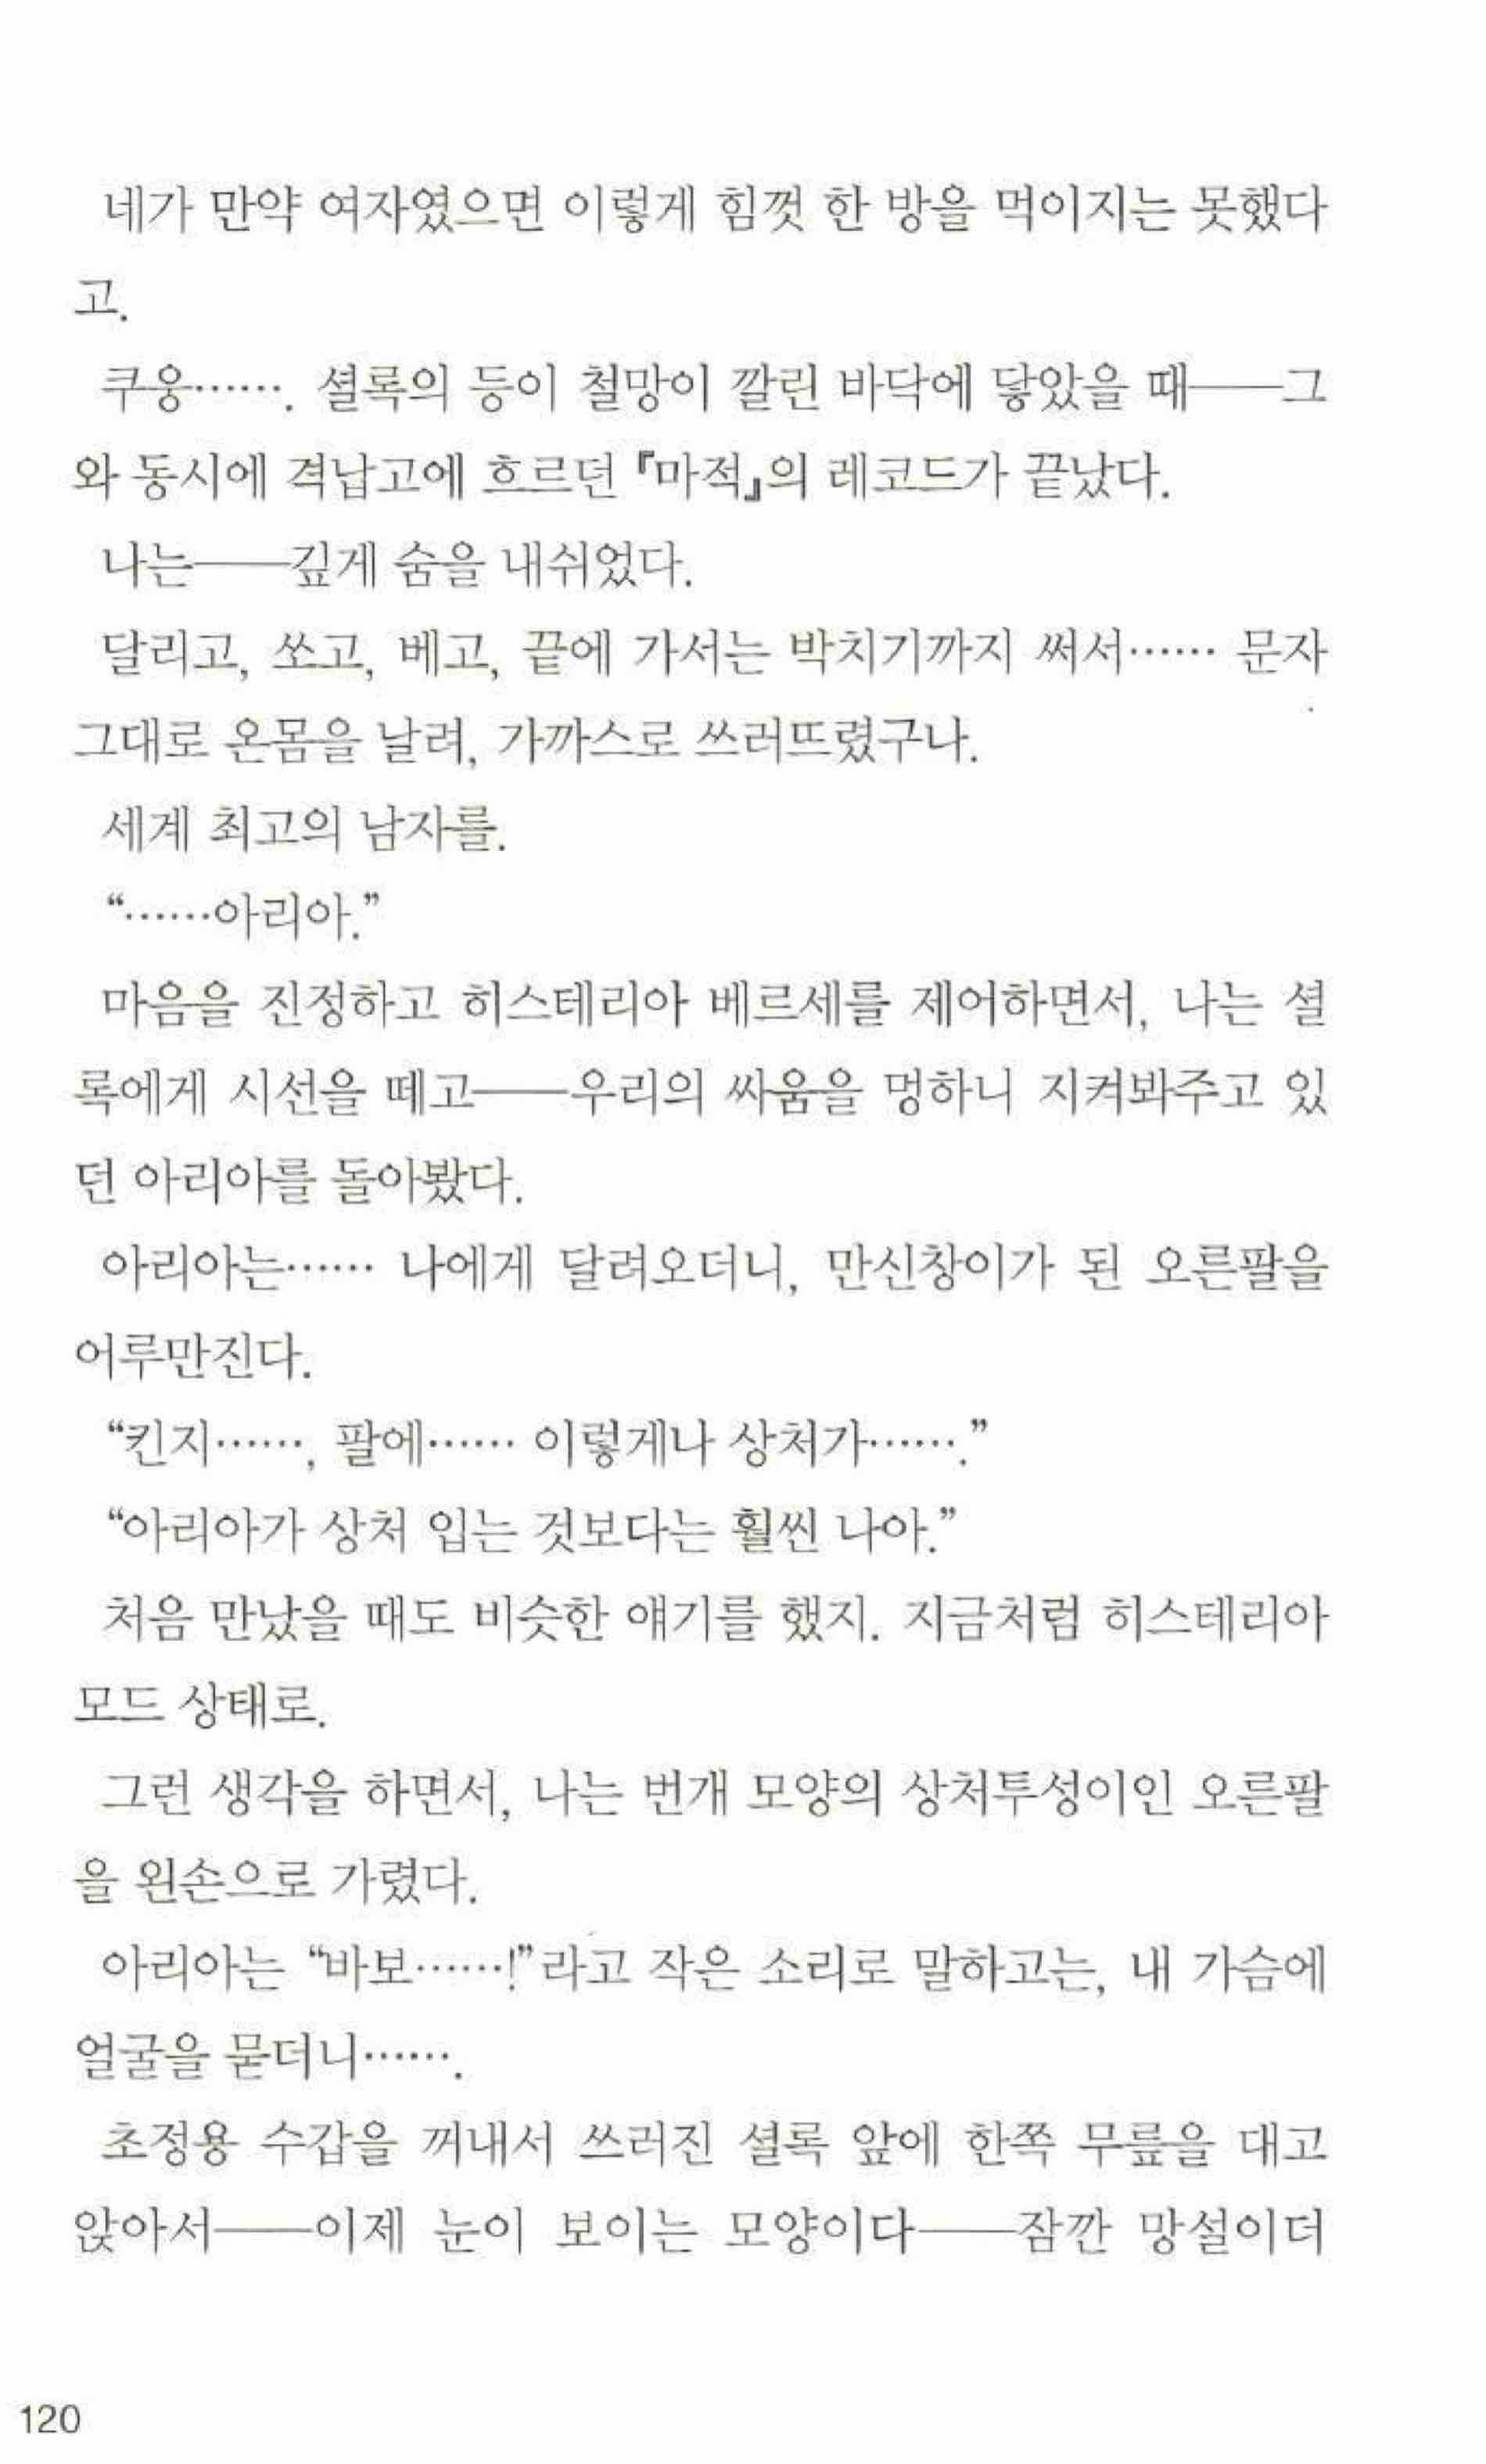 네가 만약 여자였으면 이렇게 힘껏 한 방을 먹이지는 못했다
고.
쿠웅……. 셜록의 등이 철망이 깔린 바닥에 닿았을 때──그
와 동시에 격납고에 흐르던 『마적』의 레코드가 끝났다.
나는──깊게 숨을 내쉬었다.
달리고, 쏘고, 베고, 끝에 가서는 박치기까지 써서…… 문자
그대로 온몸을 날려, 가까스로 쓰러뜨렸구나.
세계 최고의 남자를.
“……아리아.”
마음을 진정하고 히스테리아 베르세를 제어하면서, 나는 셜
록에게 시선을 떼고──우리의 싸움을 멍하니 지켜봐주고 있
던 아리아를 돌아봤다.
아리아는…… 나에게 달려오더니, 만신창이가 된 오른팔을
어루만진다.
“킨지……, 팔에…… 이렇게나 상처가…….”
“아리아가 상처 입는 것보다는 훨씬 나아.”
처음 만났을 때도 비슷한 얘기를 했지. 지금처럼 히스테리아
모드 상태로.
그런 생각을 하면서, 나는 번개 모양의 상처투성이인 오른팔
을 왼손으로 가렸다.
아리아는 “바보……!”라고 작은 소리로 말하고는, 내 가슴에
얼굴을 묻더니…….
초정용 수갑을 꺼내서 쓰러진 셜록 앞에 한쪽 무릎을 대고
앉아서──이제 눈이 보이는 모양이다──잠깐 망설이더
120